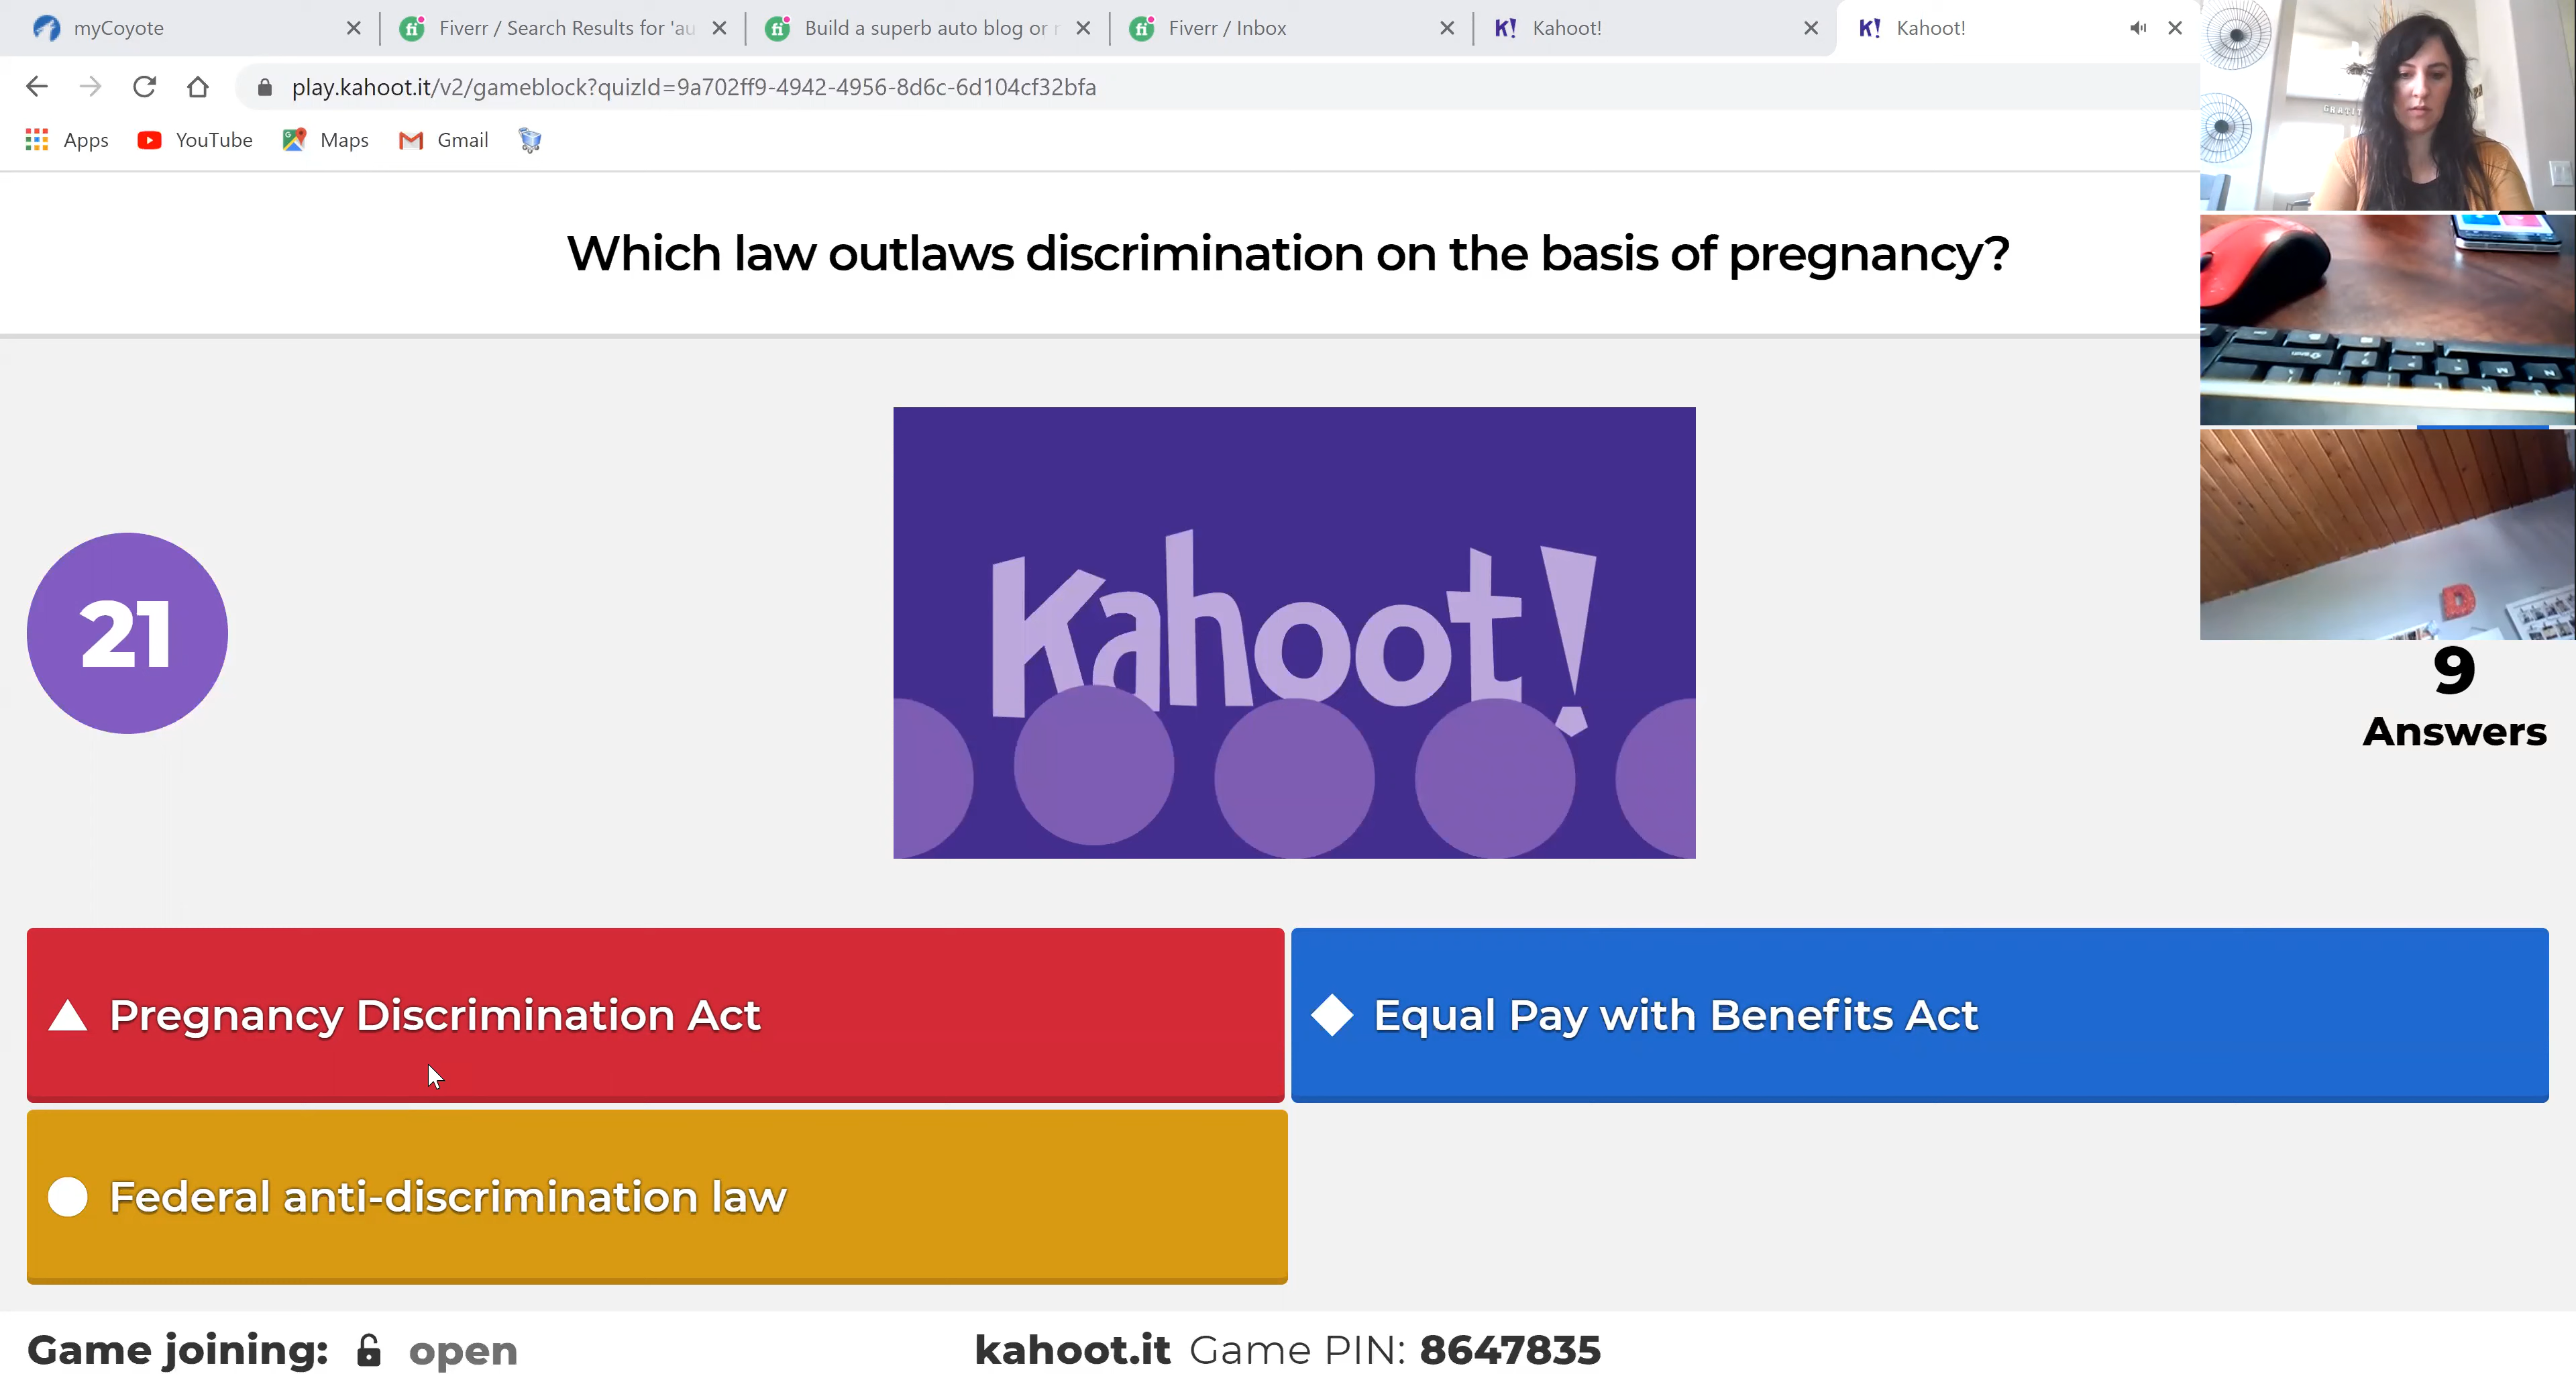 myCoyote
Fiverr / Search Results for 'au
Build a superb auto blog or r
Fiverr / Inbox
Kahoot!
Kahoot!
play.kahoot.it/v2/gameblock?quizId=9a702ff9-4942-4956-8d6c-6d104cf32bfa
Apps
YouTube
Maps
Gmail
Which law outlaws discrimination on the basis of pregnancy?
21
Kahoot!
D
9
Answers
Pregnancy Discrimination Act
Equal Pay with Benefits Act
Federal anti-discrimination law
Game joining: open
kahoot.it Game PIN: 8647835